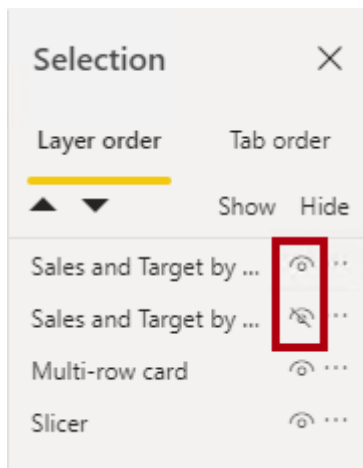 Selection
Layer order Tab order
Show Hide
Sales and Target by ...
Sales and Target by ...
Multi-row card
Slicer